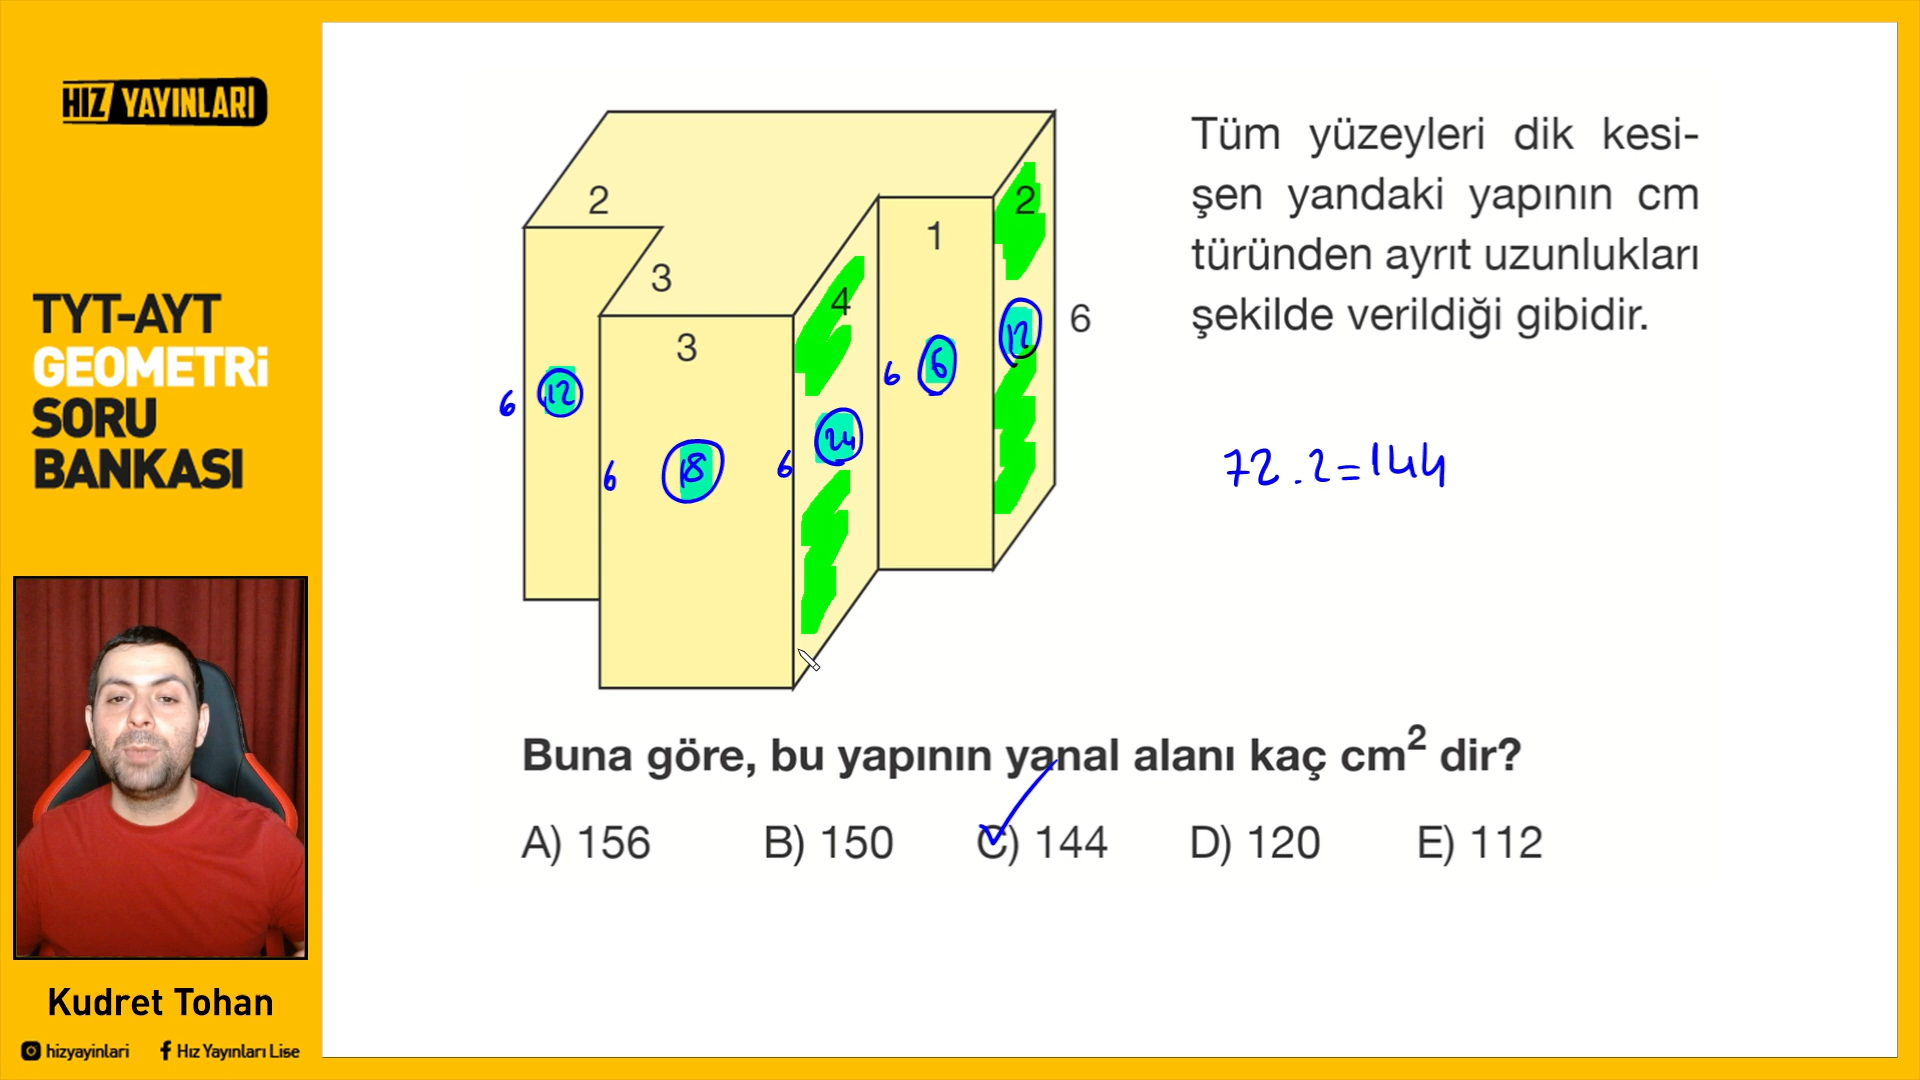 HIZ YAYINLARI
TYT-AYT
GEOMETRİ
SORU
BANKASI
Kudret Tohan
hizyayinlari
Hız Yayınları Lise
2
3
3
4
1
2
6
6
12
6
18
6
24
6
6
12
Tüm yüzeyleri dik kesi-
şen yandaki yapının cm
türünden ayrıt uzunlukları
şekilde verildiği gibidir.
72.2=144
Buna göre, bu yapının yanal alanı kaç cm² dir?
A) 156 B) 150 C) 144 D) 120 E) 112